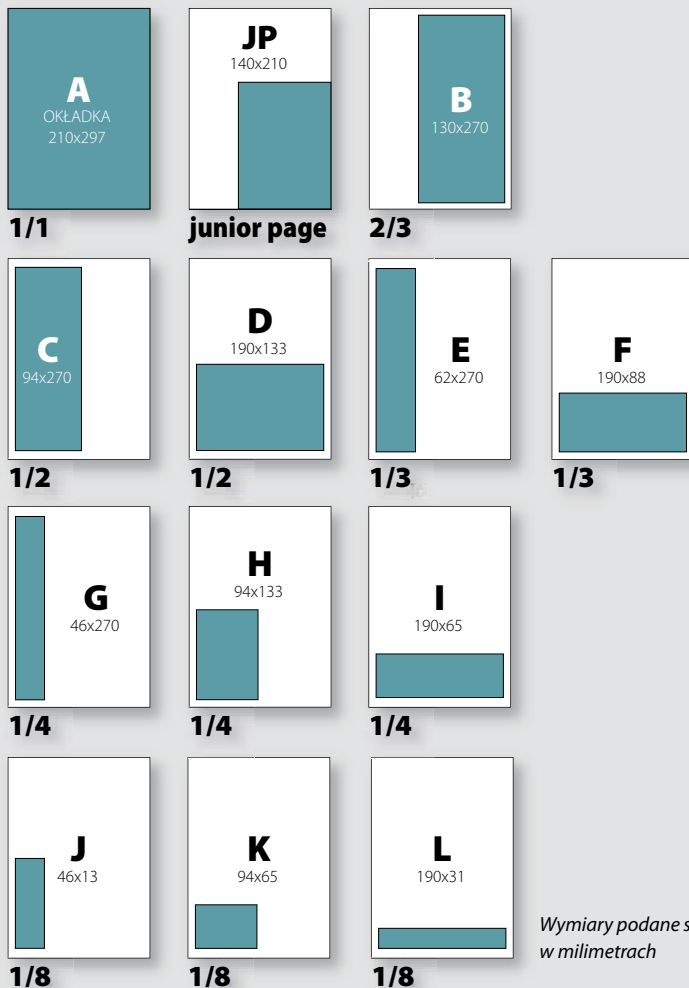 A
OKŁADKA
210x297
1/1
JP
140x210
junior page
B
130x270
2/3
C
94x270
1/2
D
190x133
1/2
E
62x270
1/3
F
190x88
1/3
G
46x270
1/4
H
94x133
1/4
I
190x65
1/4
J
46x13
1/8
K
94x65
1/8
L
190x31
1/8
Wymiary podane s
w milimetrach